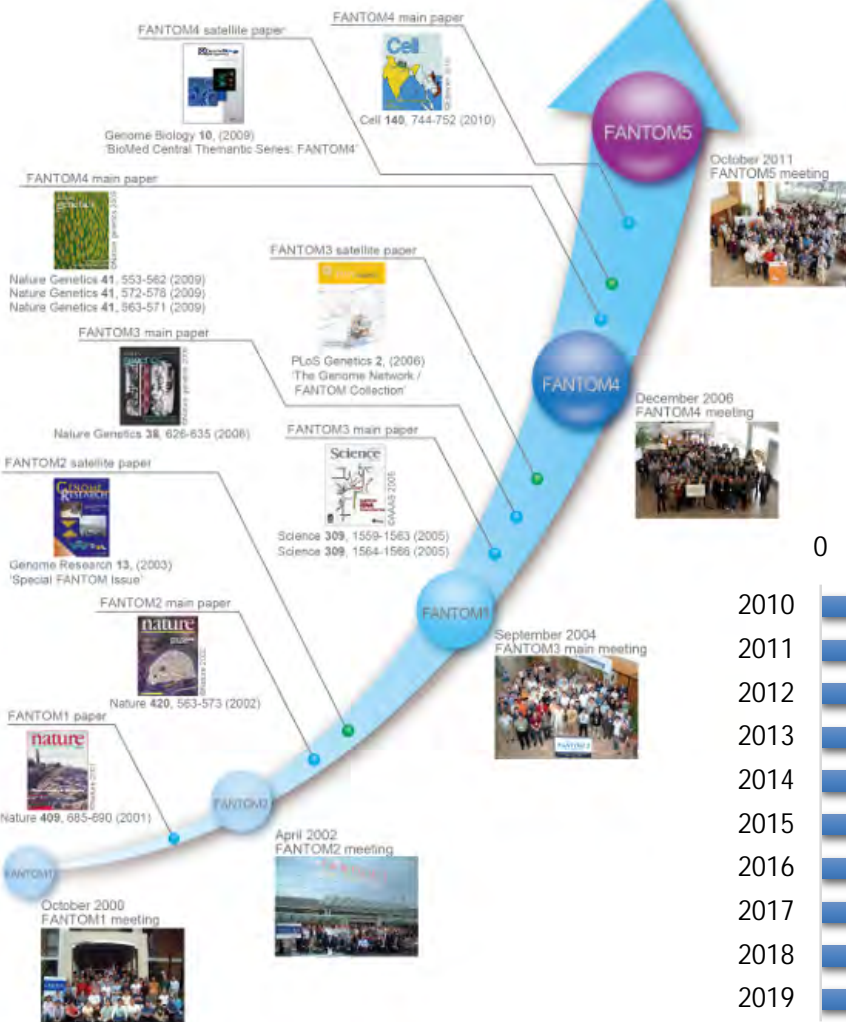 FANTOM4 main paper
FANTOM4 satellite paper
Cell
Cell 140, 744-752 (2010)
Genome Biology 10, (2009)
'BioMed Central Themantic Series: FANTOM4'
FANTOM5
October 2011
FANTOM5 meeting
FANTOM4 main paper
Nature Genetics 41, 553-562 (2009)
Nature Genetics 41, 572-578 (2009)
Nature Genetics 41, 563-571 (2009)
FANTOM3 satellite paper
PLoS Genetics 2, (2006)
'The Genome Network /
FANTOM Collection'
FANTOM3 main paper
Nature Genetics 38, 626-635 (2006)
FANTOM4
December 2006
FANTOM4 meeting
FANTOM3 main paper
Science
©AAAS 2005
Science 309, 1559-1563 (2005)
Science 309, 1564-1566 (2005)
FANTOM2 satellite paper
GENOME
RESEARCH
Genome Research 13, (2003)
'Special FANTOM Issue'
FANTOM3
September 2004
FANTOM3 main meeting
FANTOM2 main paper
nature
Nature 420, 563-573 (2002)
FANTOM1 paper
nature
Nature 409, 685-690 (2001)
FANTOM2
April 2002
FANTOM2 meeting
FANTOM1
October 2000
FANTOM1 meeting
0
2010
2011
2012
2013
2014
2015
2016
2017
2018
2019